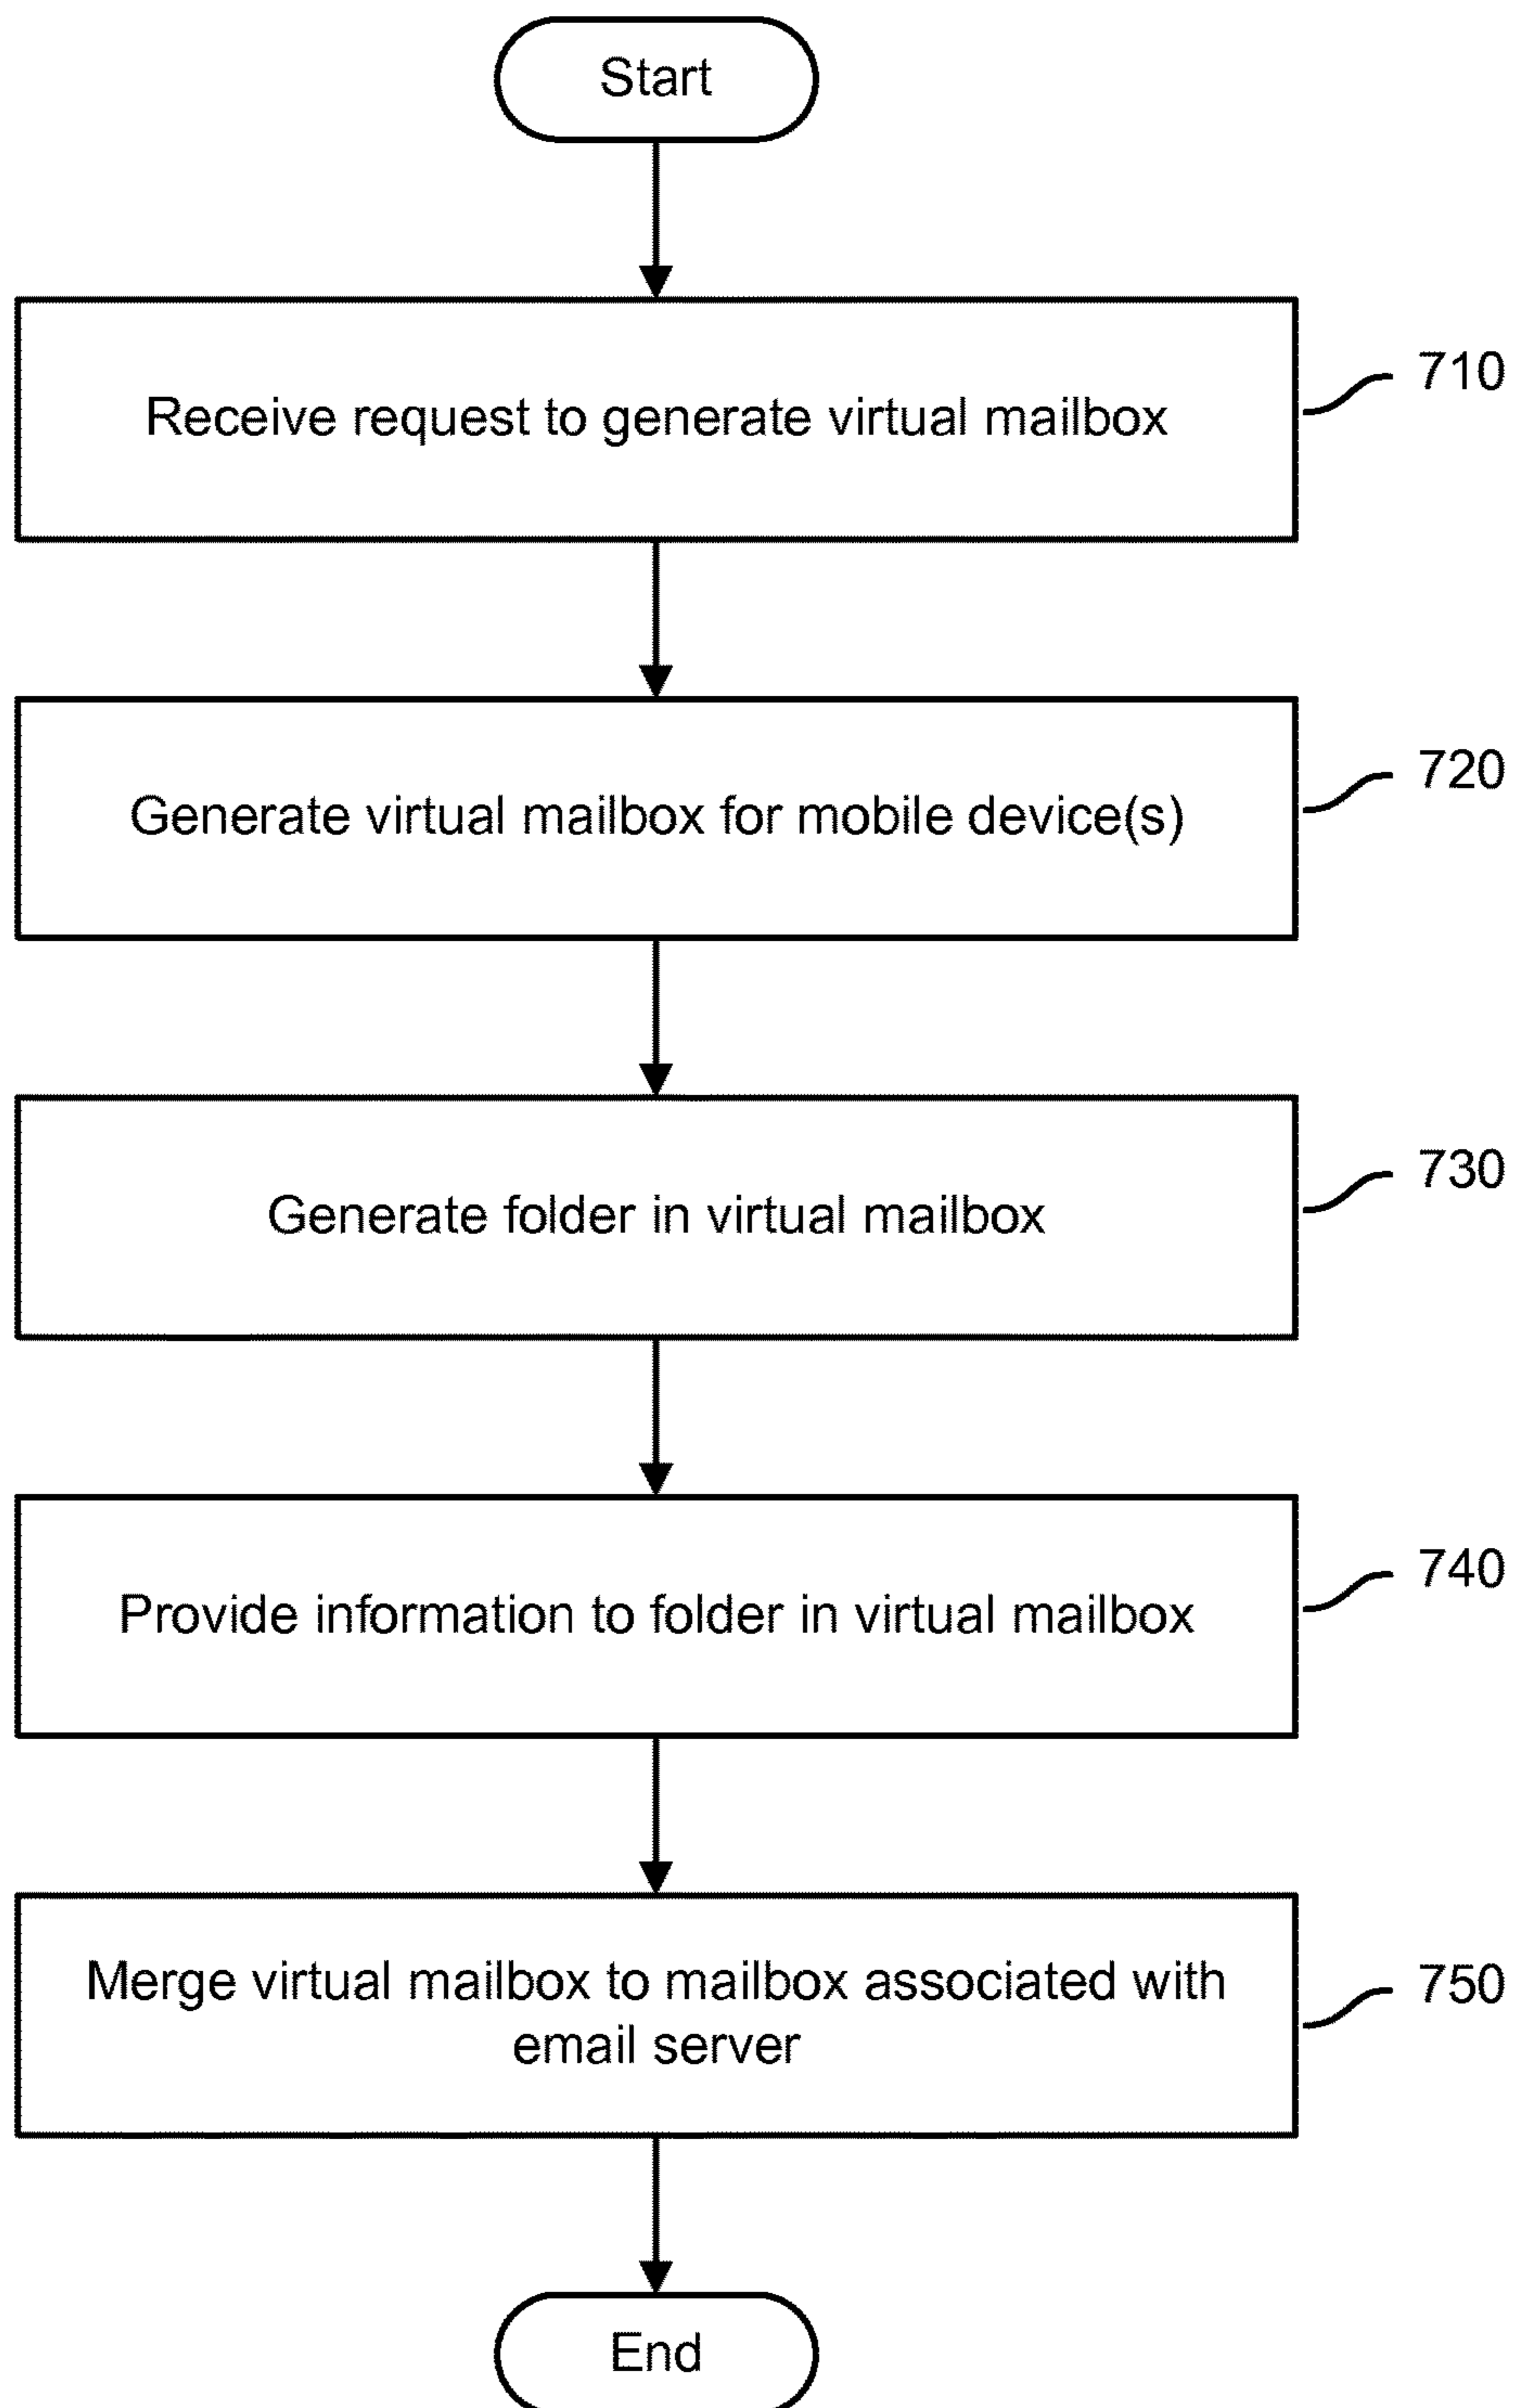 Start
Receive request to generate virtual mailbox
710
Generate virtual mailbox for mobile device(s)
720
Generate folder in virtual mailbox
730
Provide information to folder in virtual mailbox
740
Merge virtual mailbox to mailbox associated with
email server
750
End